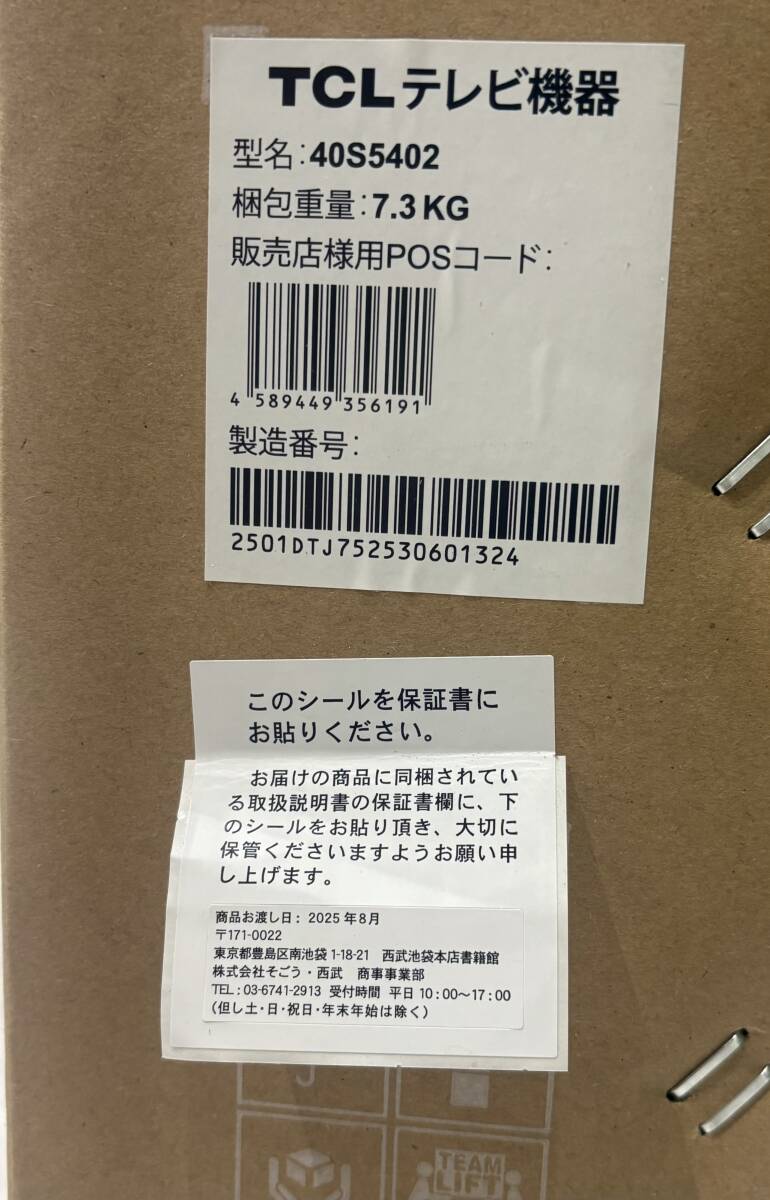 TCLテレビ機器
型名:40S5402
梱包重量:7.3KG
販売店様用POSコード:
4 589449 356191
製造番号:
2501DTJ752530601324
このシールを保証書に
お貼りください。
お届けの商品に同梱されてい
る取扱説明書の保証書欄に、下
のシールをお貼り頂き、大切に
保管くださいますようお願い申
し上げます。
商品お渡し日: 2025年8月
〒171-0022
東京都豊島区南池袋1-18-21 西武池袋本店書籍館
株式会社そごう・西武 商事事業部
TEL:03-6741-2913 受付時間 平日10:00～17:00
(但し土・日・祝日・年末年始は除く)
TEAM
LIFT